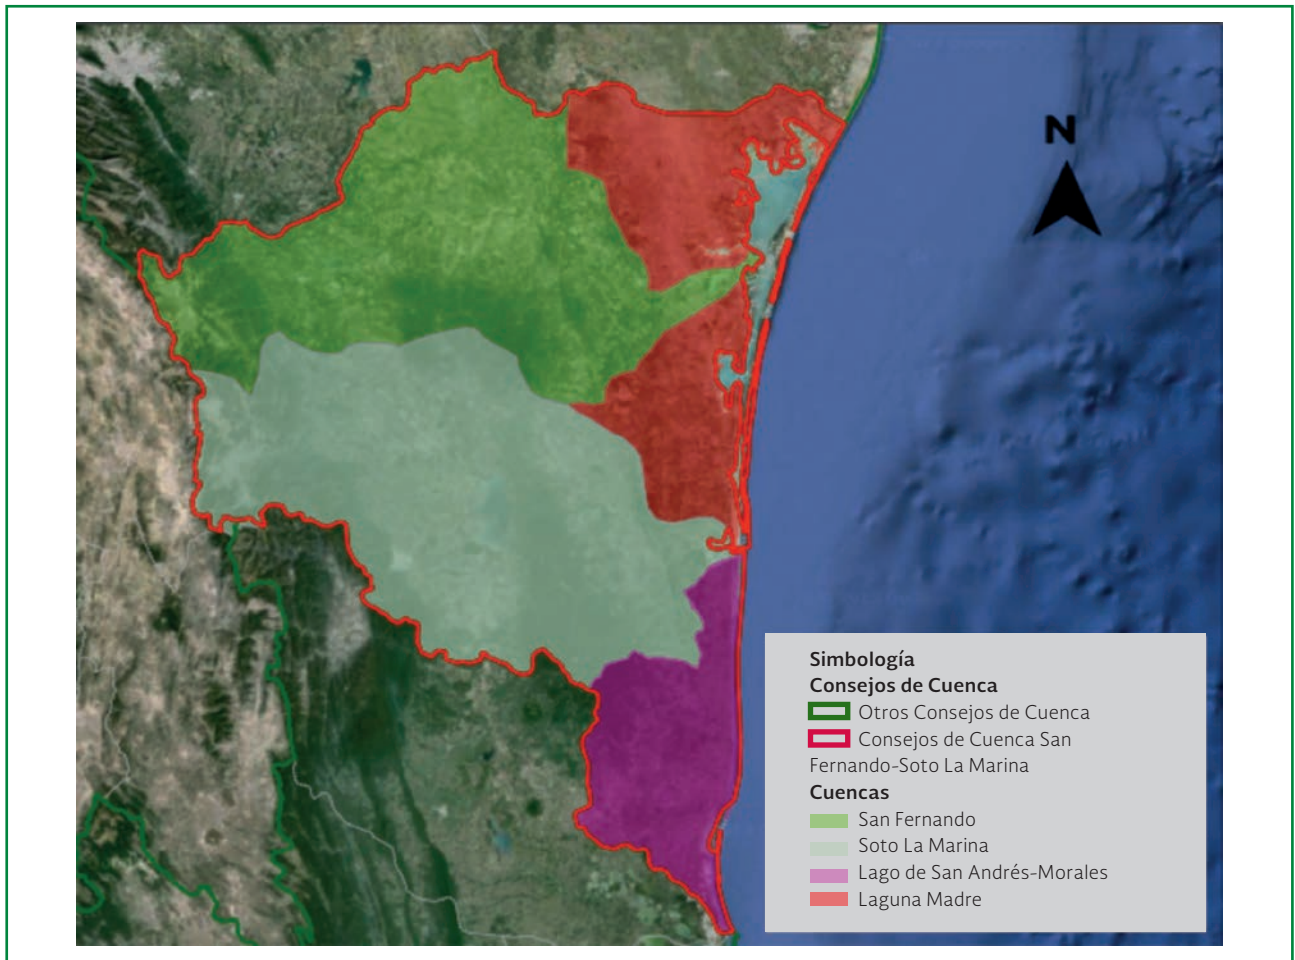 N
Simbología
Consejos de Cuenca
Otros Consejos de Cuenca
Consejos de Cuenca San
Fernando-Soto La Marina
Cuencas
San Fernando
Soto La Marina
Lago de San Andrés-Morales
Laguna Madre